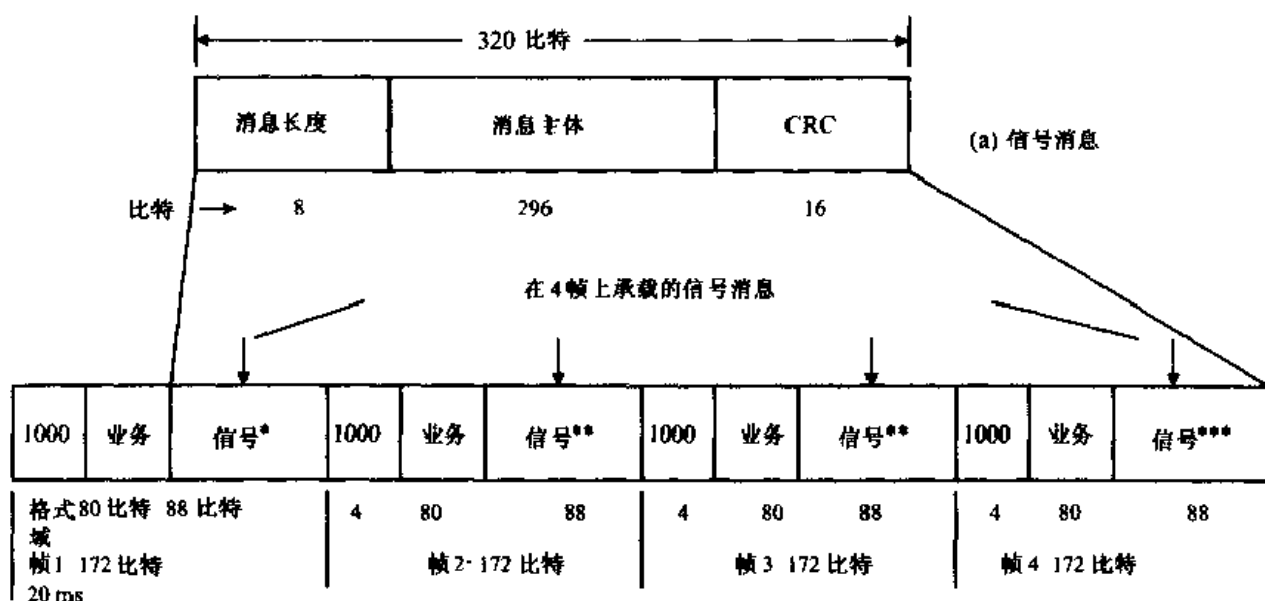 320 比特
消息长度 消息主体 CRC
(a) 信号消息
比特 8 296 16
在4帧上承载的信号消息
1000 业务 信号* 1000 业务 信号** 1000 业务 信号** 1000 业务 信号***
格式 80 比特 88 比特 4 80 88 4 80 88 4 80 88
域
帧1 172 比特 帧2· 172 比特 帧3 172 比特 帧4 172 比特
20 ms